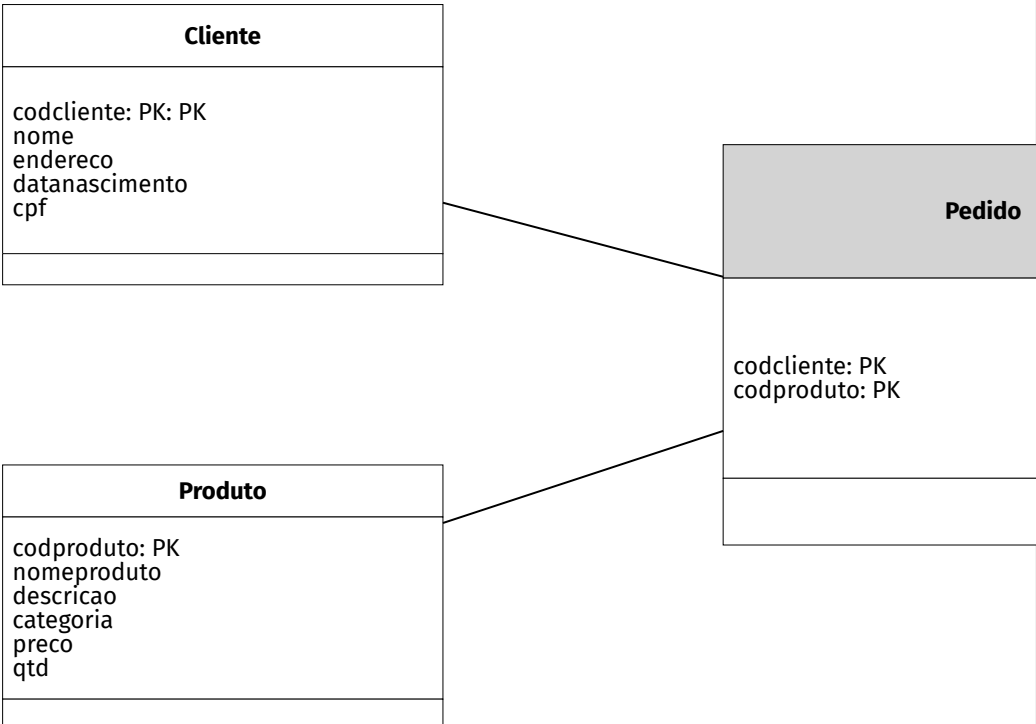 Cliente
codcliente: PK: PK
nome
endereco
datanascimento
cpf
Pedido
codcliente: PK
codproduto: PK
Produto
codproduto: PK
nomeproduto
descricao
categoria
preco
qtd